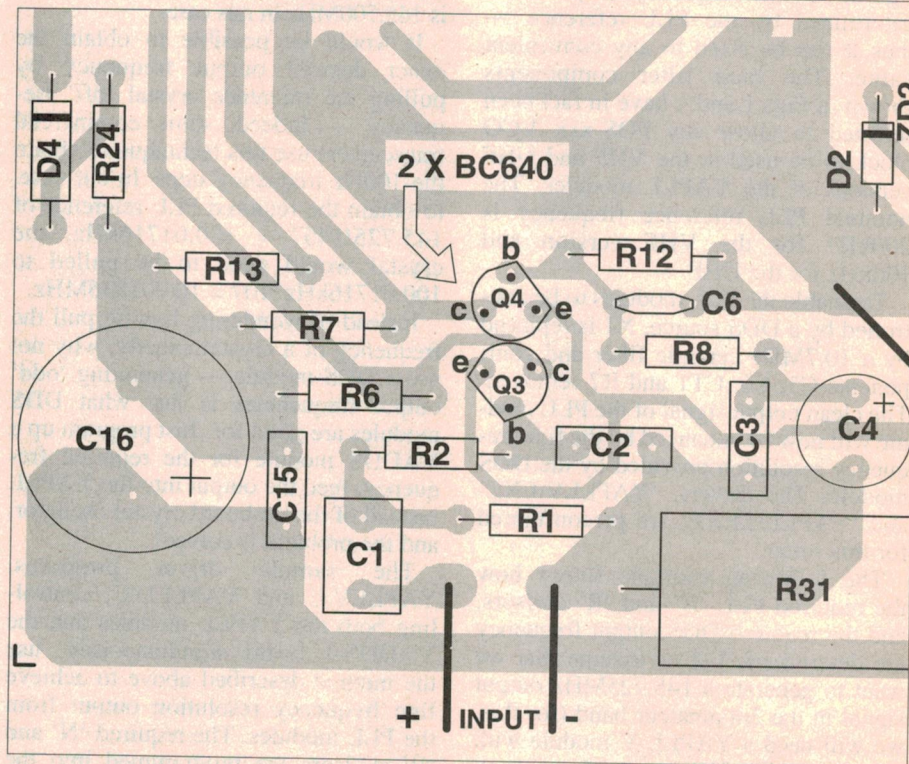 D4
R24
2 X BC640
D2
ZD2
R13
b
R12
Q4
c
e
C6
R7
R8
e
c
Q3
R6
b
C3
+
C4
C16
+
C15
R2
C2
R1
C1
R31
+ INPUT -